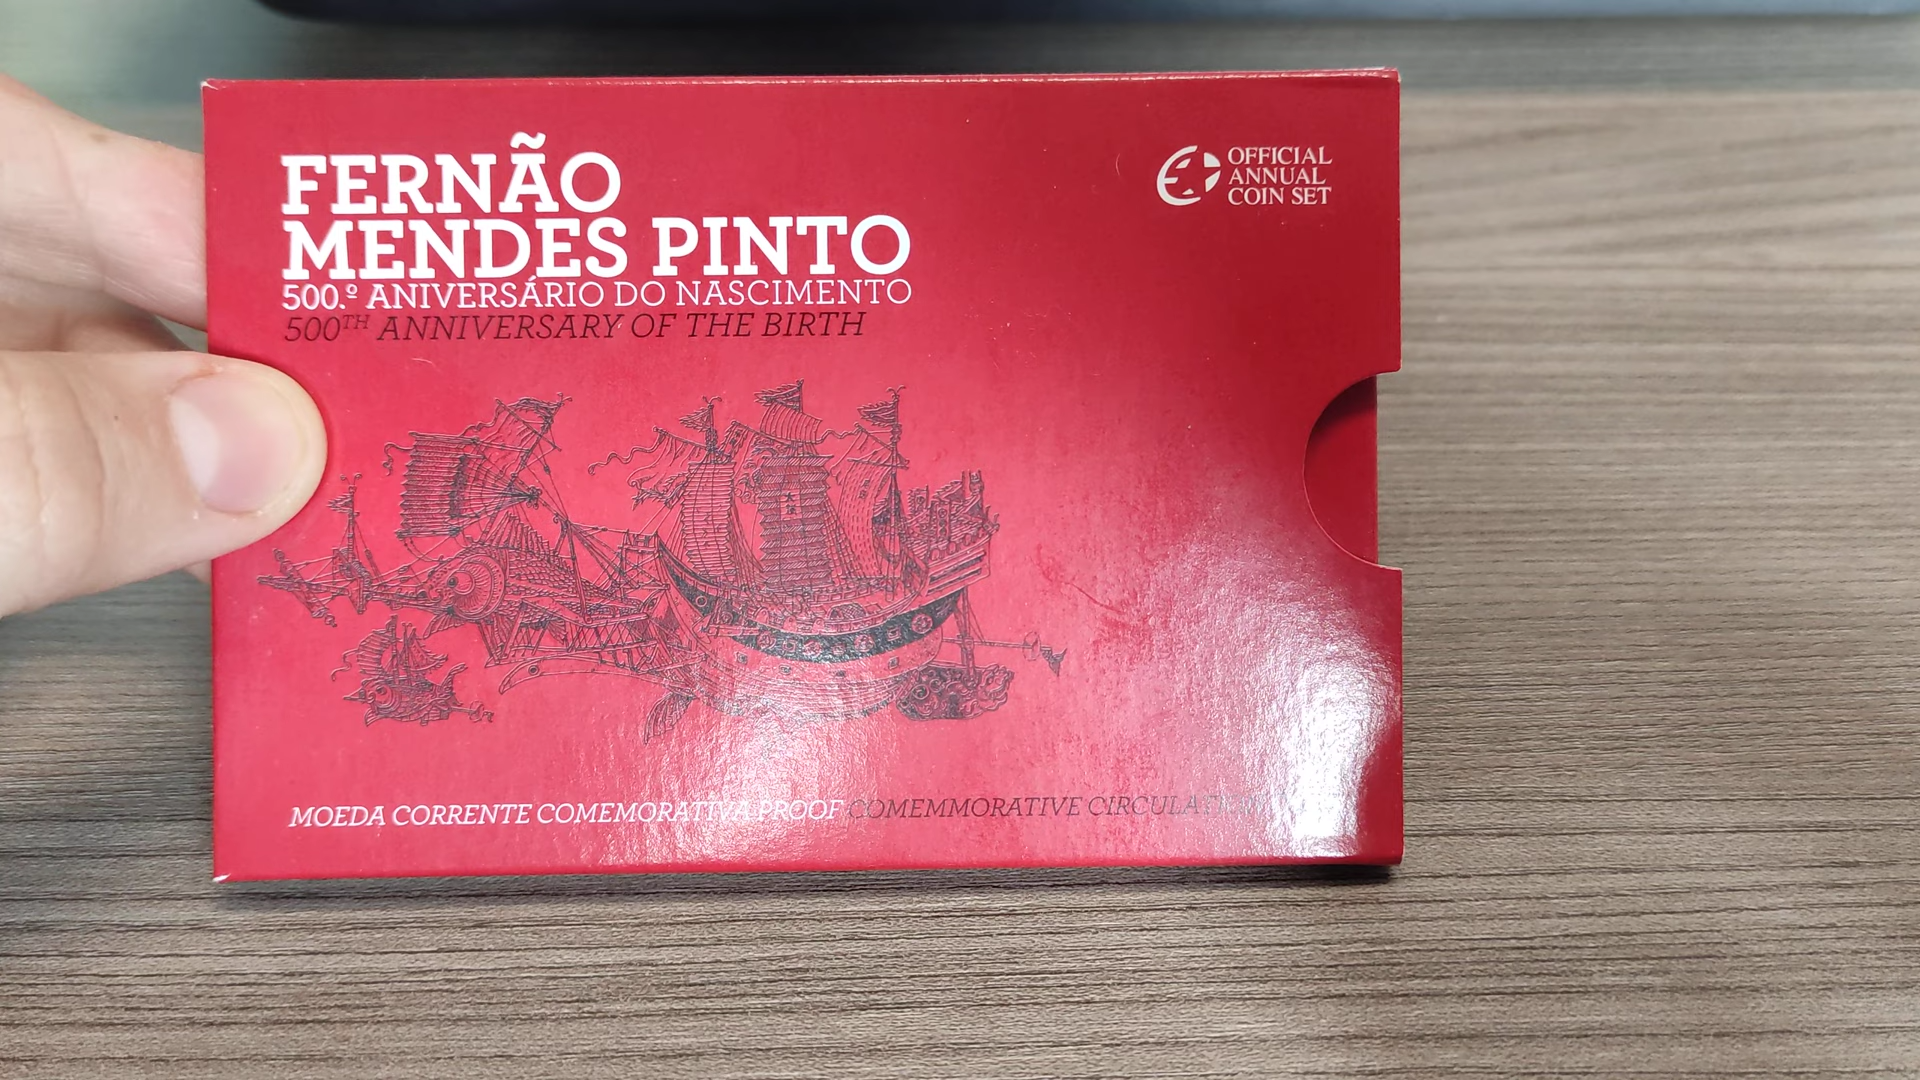 FERNÃO
MENDES PINTO
500.º ANIVERSÁRIO DO NASCIMENTO
500TH ANNIVERSARY OF THE BIRTH
OFFICIAL
ANNUAL
COIN SET
MOEDA CORRENTE COMEMORATIVA PROOF COMEMMORATIVE